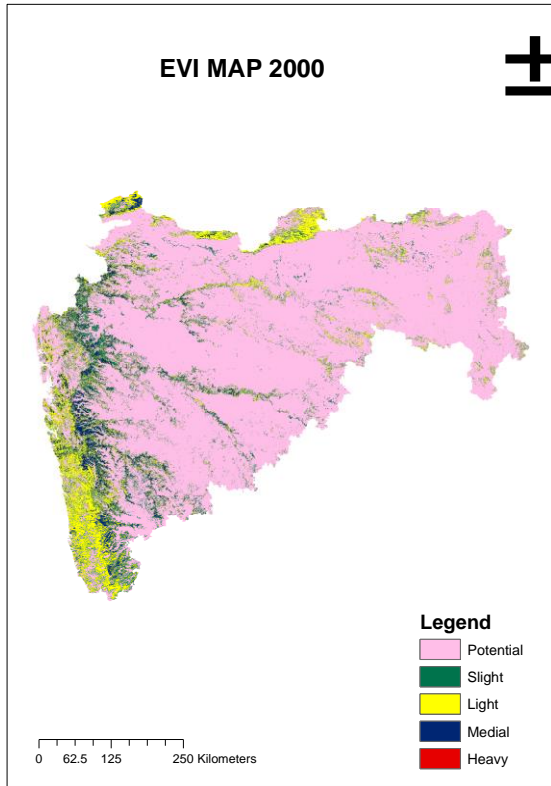 EVI MAP 2000
Legend
Potential
Slight
Light
Medial
Heavy
0 62.5 125 250 Kilometers